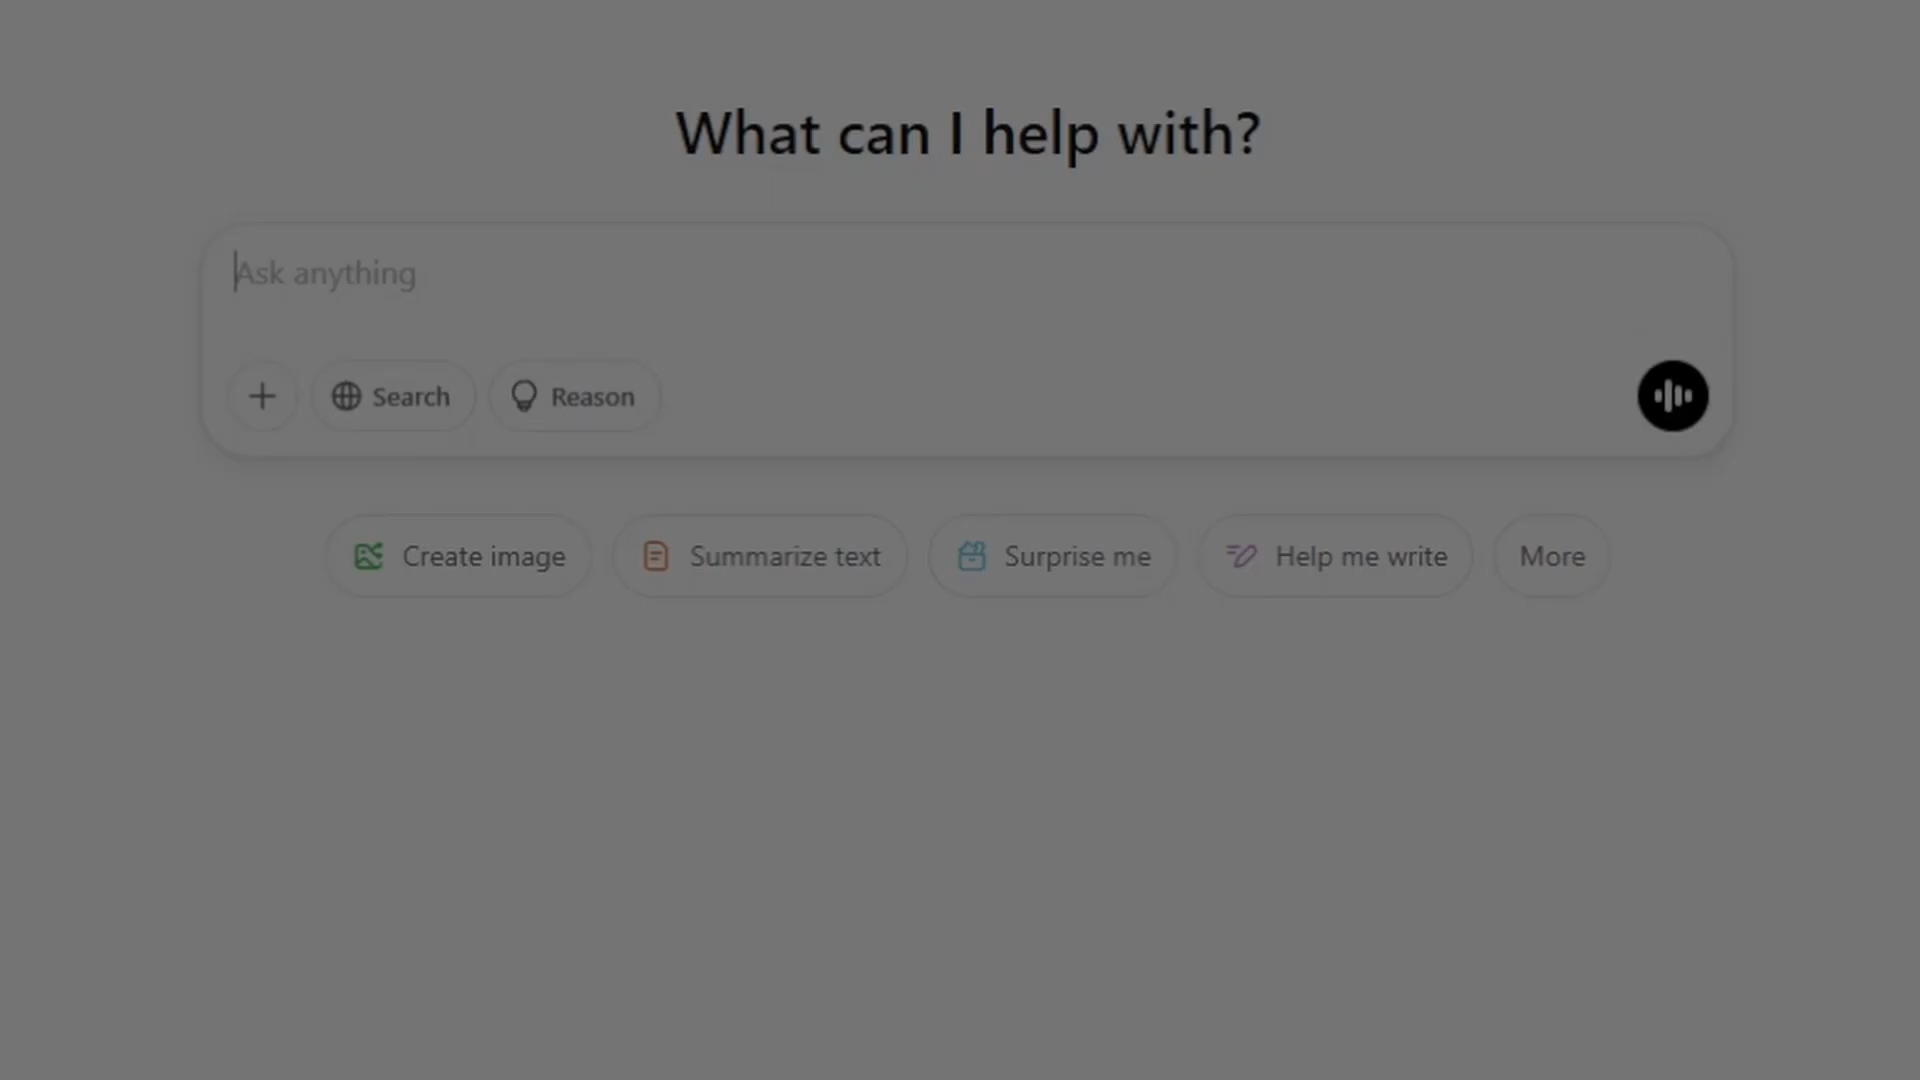 What can I help with?
Ask anything
Search Reason
Create image Summarize text Surprise me Help me write More